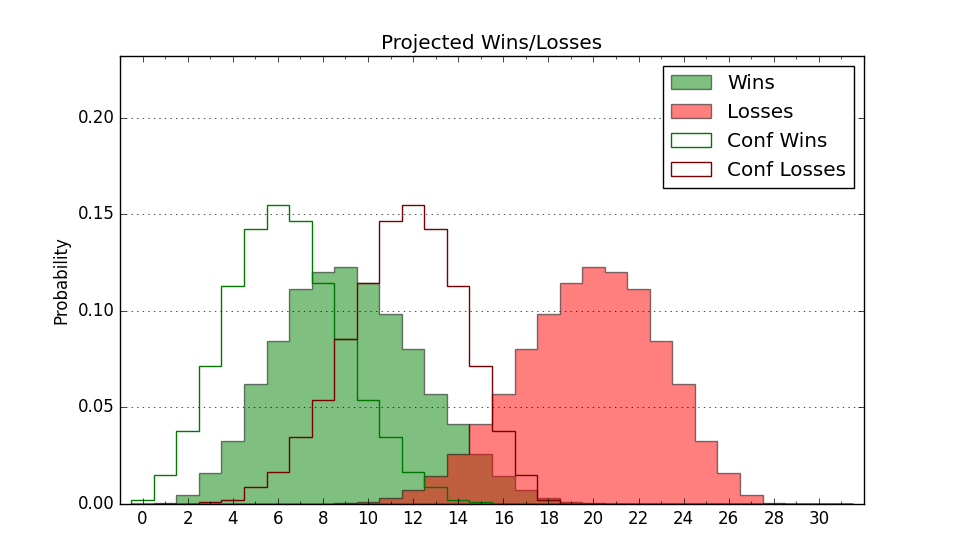 Projected Wins/Losses
Wins
Losses
Conf Wins
Conf Losses
Probability
0.20
0.15
0.10
0.05
0.00
0 2 4 6 8 10 12 14 16 18 20 22 24 26 28 30